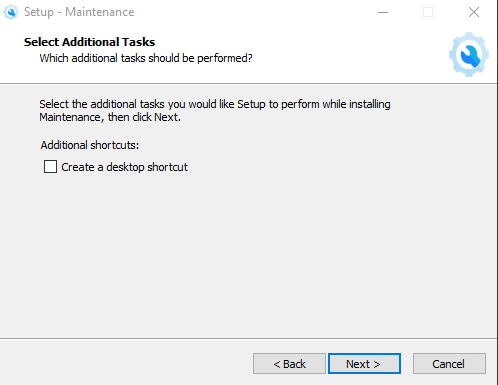 Setup - Maintenance
Select Additional Tasks
Which additional tasks should be performed?
Select the additional tasks you would like Setup to perform while installing
Maintenance, then click Next.
Additional shortcuts:
Create a desktop shortcut
< Back
Next >
Cancel